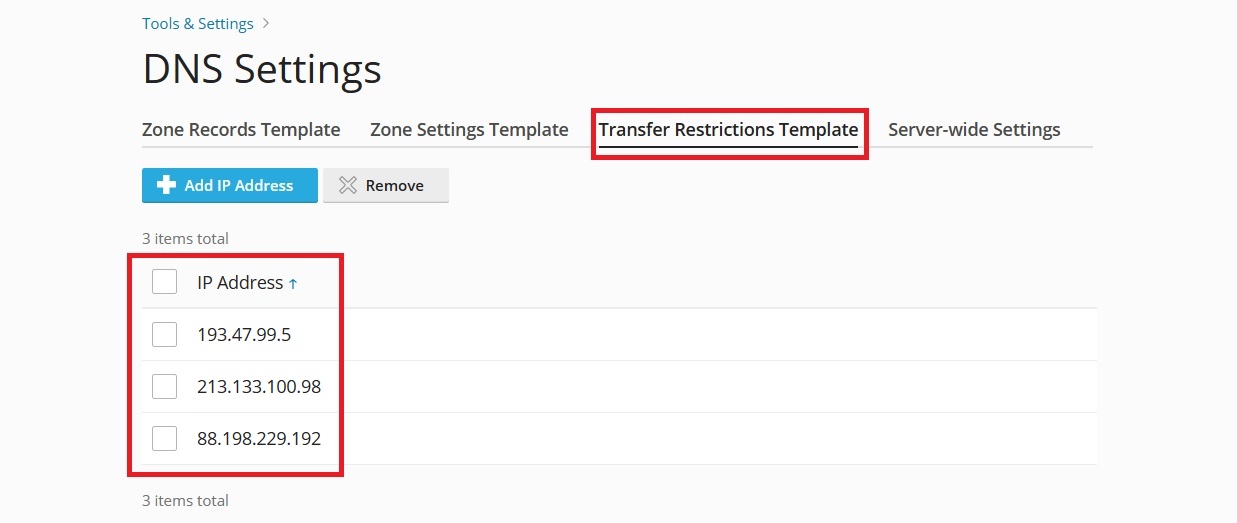 Tools & Settings >
DNS Settings
Zone Records Template Zone Settings Template Transfer Restrictions Template Server-wide Settings
Add IP Address Remove
3 items total
IP Address ↑
193.47.99.5
213.133.100.98
88.198.229.192
3 items total